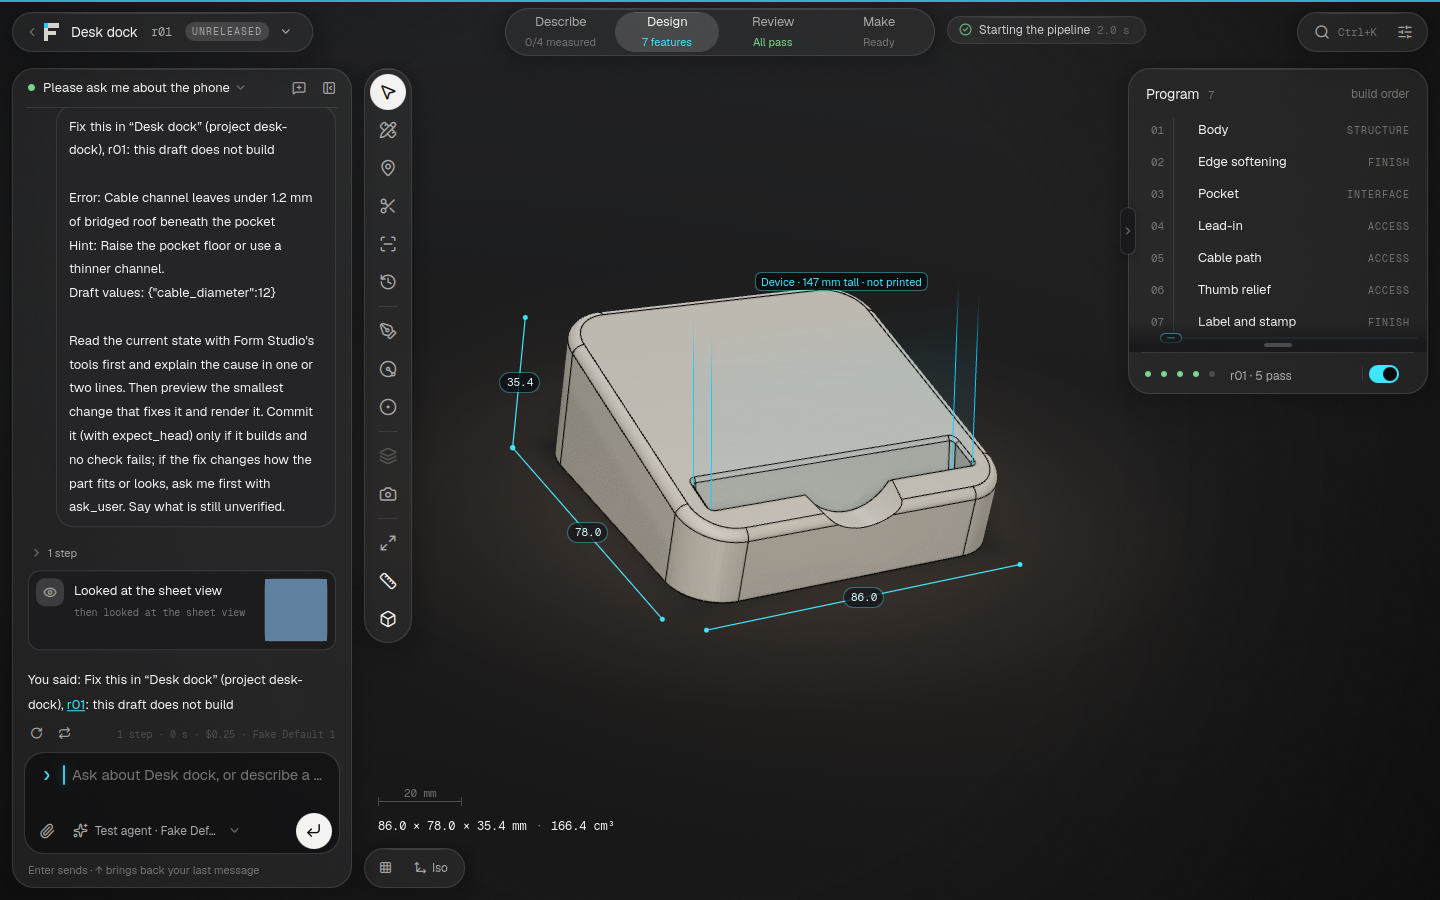 Desk dock r01 UNRELEASED
Describe
0/4 measured
Design
7 features
Review
All pass
Make
Ready
Starting the pipeline 2.0 s
Ctrl+K
Please ask me about the phone
Fix this in “Desk dock” (project desk-
dock), r01: this draft does not build
Error: Cable channel leaves under 1.2 mm
of bridged roof beneath the pocket
Hint: Raise the pocket floor or use a
thinner channel.
Draft values: {"cable_diameter":12}
Read the current state with Form Studio's
tools first and explain the cause in one or
two lines. Then preview the smallest
change that fixes it and render it. Commit
it (with expect_head) only if it builds and
no check fails; if the fix changes how the
part fits or looks, ask me first with
ask_user. Say what is still unverified.
1 step
Looked at the sheet view
then looked at the sheet view
You said: Fix this in “Desk dock” (project desk-
dock), r01: this draft does not build
1 step · 0 s · $0.25 · Fake Default 1
Ask about Desk dock, or describe a ...
Test agent · Fake Def...
Enter sends · ↑ brings back your last message
Device · 147 mm tall · not printed
35.4
78.0
86.0
20 mm
86.0 × 78.0 × 35.4 mm · 166.4 cm³
Iso
Program 7 build order
01 Body STRUCTURE
02 Edge softening FINISH
03 Pocket INTERFACE
04 Lead-in ACCESS
05 Cable path ACCESS
06 Thumb relief ACCESS
07 Label and stamp FINISH
r01 · 5 pass